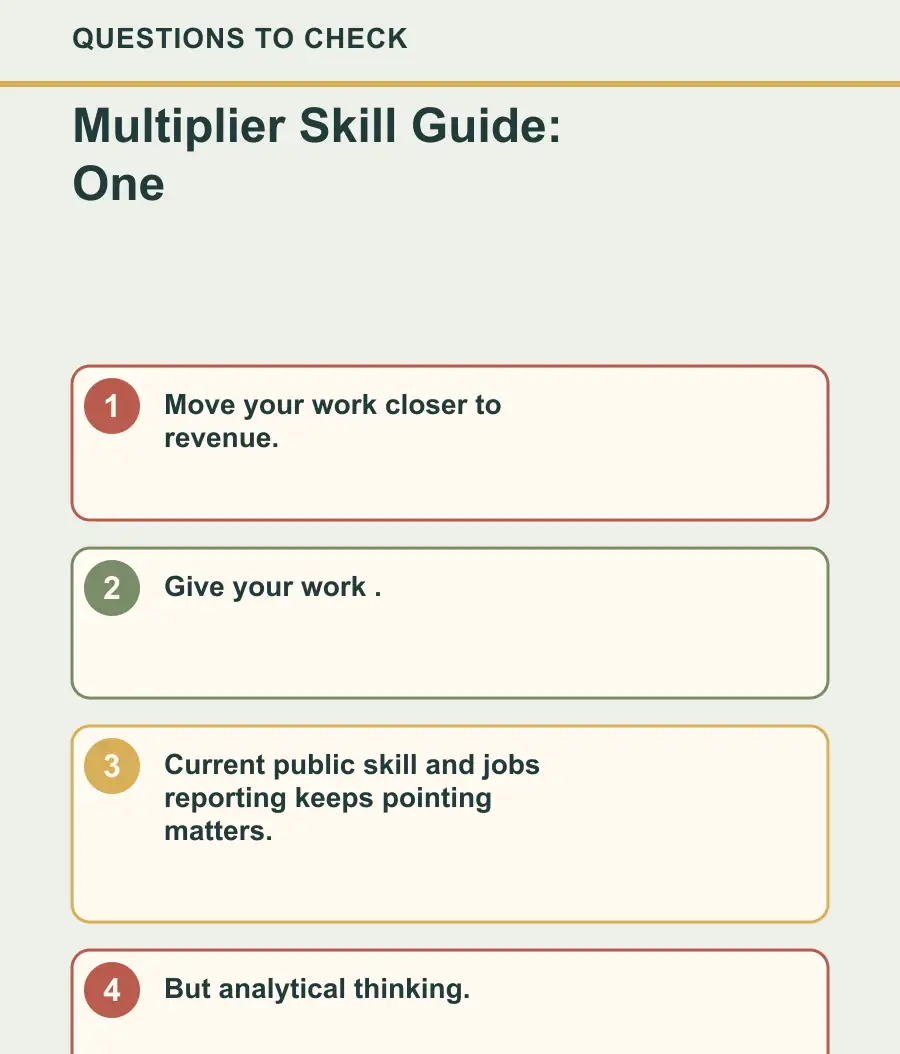 QUESTIONS TO CHECK
Multiplier Skill Guide:
One
1
Move your work closer to
revenue.
2
Give your work .
3
Current public skill and jobs
reporting keeps pointing
matters.
4
But analytical thinking.